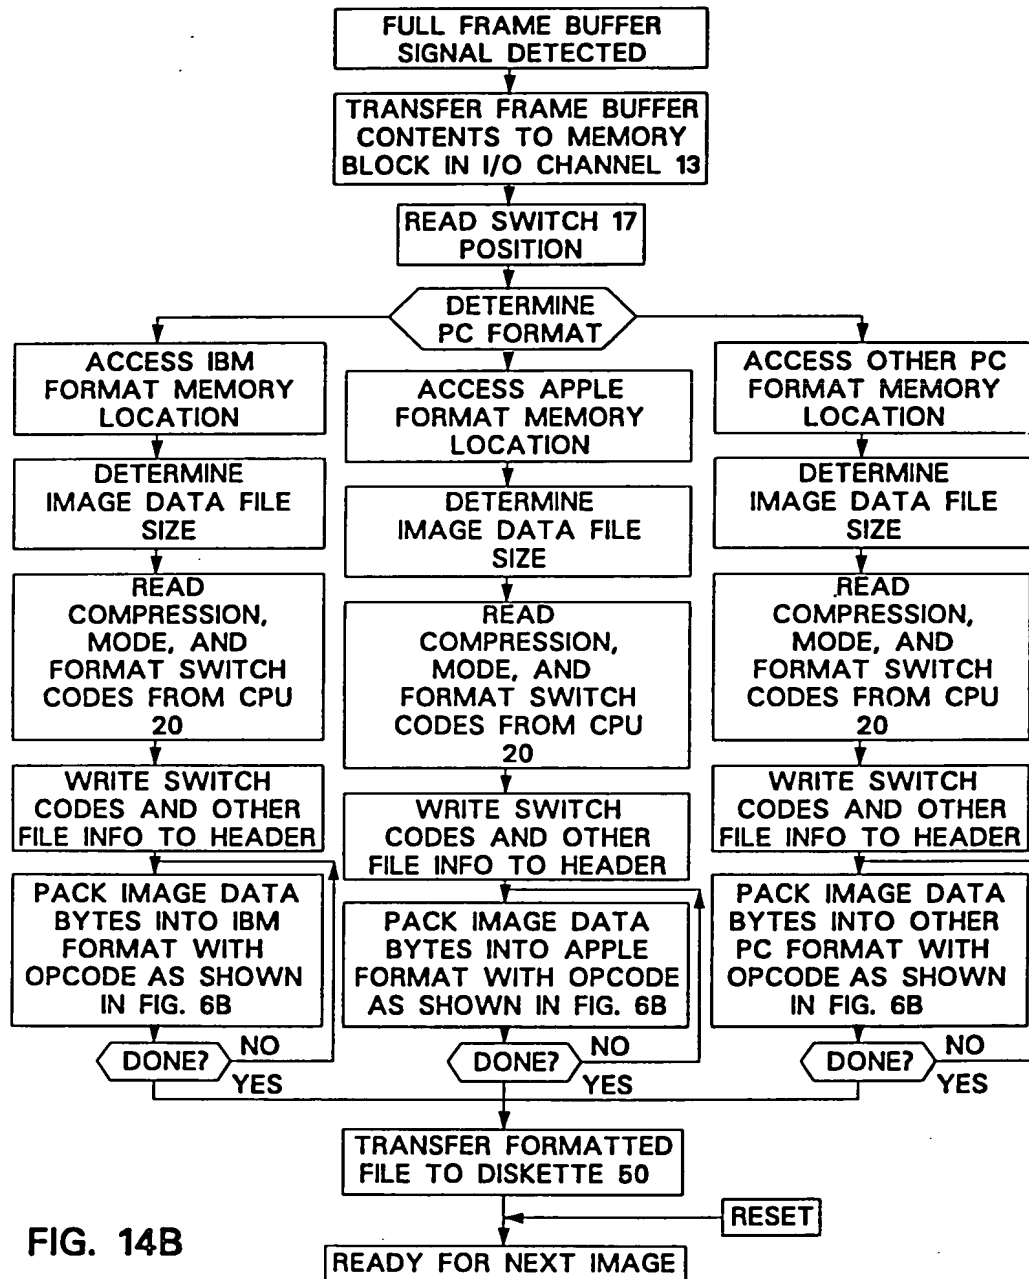 FULL FRAME BUFFER
SIGNAL DETECTED
TRANSFER FRAME BUFFER
CONTENTS TO MEMORY
BLOCK IN I/O CHANNEL 13
READ SWITCH 17
POSITION
DETERMINE
PC FORMAT
ACCESS IBM
FORMAT MEMORY
LOCATION
DETERMINE
IMAGE DATA FILE
SIZE
READ
COMPRESSION,
MODE, AND
FORMAT SWITCH
CODES FROM CPU
20
WRITE SWITCH
CODES AND OTHER
FILE INFO TO HEADER
PACK IMAGE DATA
BYTES INTO IBM
FORMAT WITH
OPCODE AS SHOWN
IN FIG. 6B
DONE?
NO
YES
ACCESS APPLE
FORMAT MEMORY
LOCATION
DETERMINE
IMAGE DATA FILE
SIZE
READ
COMPRESSION,
MODE, AND
FORMAT SWITCH
CODES FROM CPU
20
WRITE SWITCH
CODES AND OTHER
FILE INFO TO HEADER
PACK IMAGE DATA
BYTES INTO APPLE
FORMAT WITH OPCODE
AS SHOWN IN FIG. 6B
DONE?
NO
YES
ACCESS OTHER PC
FORMAT MEMORY
LOCATION
DETERMINE
IMAGE DATA FILE
SIZE
READ
COMPRESSION,
MODE, AND
FORMAT SWITCH
CODES FROM CPU
20
WRITE SWITCH
CODES AND OTHER
FILE INFO TO HEADER
PACK IMAGE DATA
BYTES INTO OTHER
PC FORMAT WITH
OPCODE AS SHOWN
IN FIG. 6B
DONE?
NO
YES
TRANSFER FORMATTED
FILE TO DISKETTE 50
RESET
READY FOR NEXT IMAGE
FIG. 14B